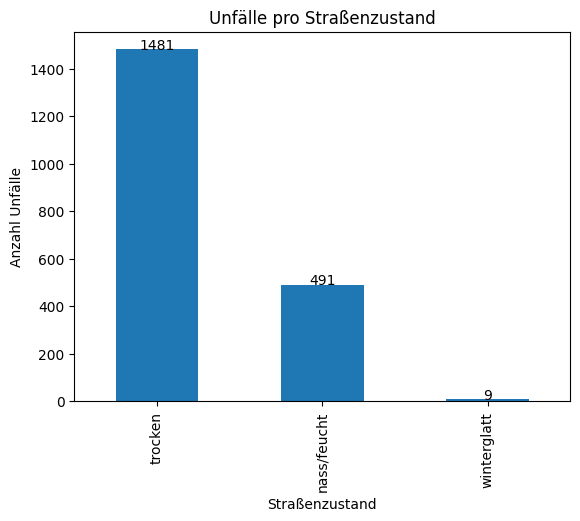 Unfälle pro Straßenzustand
Anzahl Unfälle
1400
1200
1000
800
600
400
200
0
1481
491
9
trocken
nass/feucht
winterglatt
Straßenzustand